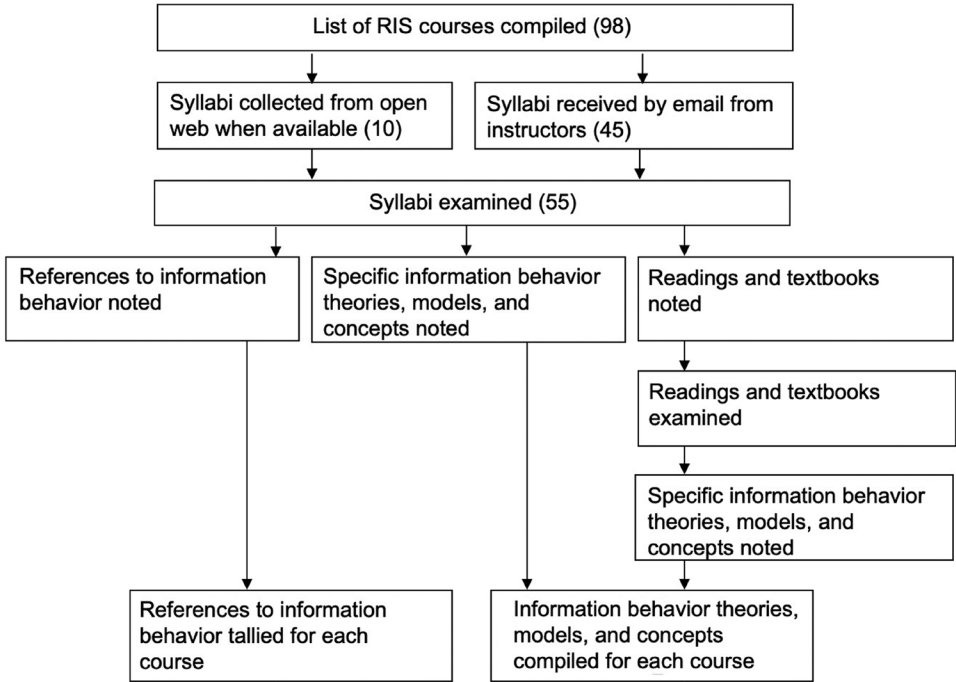 List of RIS courses compiled (98)
Syllabi collected from open
web when available (10)
Syllabi received by email from
instructors (45)
Syllabi examined (55)
References to information
behavior noted
Specific information behavior
theories, models, and
concepts noted
Readings and textbooks
noted
Readings and textbooks
examined
Specific information behavior
theories, models, and
concepts noted
References to information
behavior tallied for each
course
Information behavior theories,
models, and concepts
compiled for each course